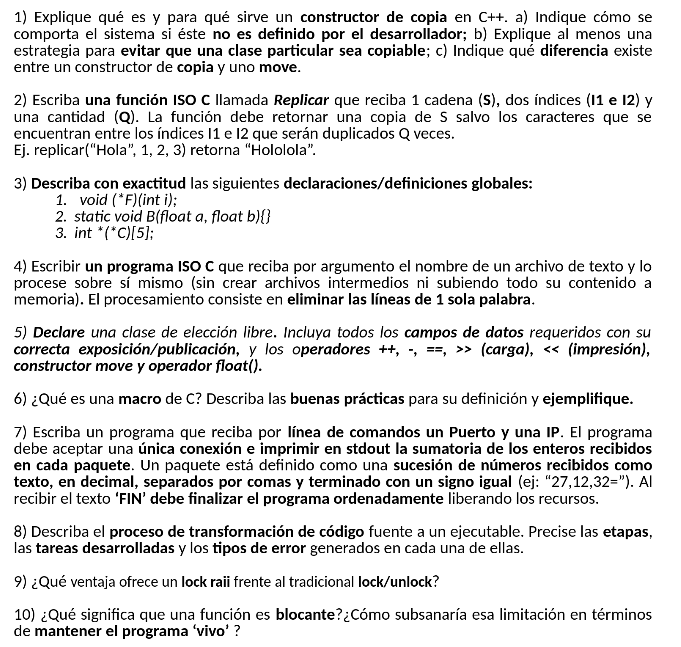 1) Explique qué es y para qué sirve un constructor de copia en C++. a) Indique cómo se
comporta el sistema si éste no es definido por el desarrollador; b) Explique al menos una
estrategia para evitar que una clase particular sea copiable; c) Indique qué diferencia existe
entre un constructor de copia y uno move.
2) Escriba una función ISO C llamada Replicar que reciba 1 cadena (S), dos índices (I1 e I2) y
una cantidad (Q). La función debe retornar una copia de S salvo los caracteres que se
encuentran entre los índices I1 e I2 que serán duplicados Q veces.
Ej. replicar("Hola", 1, 2, 3) retorna "Hololola".
3) Describa con exactitud las siguientes declaraciones/definiciones globales:
1. void (*F)(int i);
2. static void B(float a, float b){}
3. int *(*C)[5];
4) Escribir un programa ISO C que reciba por argumento el nombre de un archivo de texto y lo
procese sobre sí mismo (sin crear archivos intermedios ni subiendo todo su contenido a
memoria). El procesamiento consiste en eliminar las líneas de 1 sola palabra.
5) Declare una clase de elección libre. Incluya todos los campos de datos requeridos con su
correcta exposición/publicación, y los operadores ++, -, ==, >> (carga), << (impresión),
constructor move y operador float().
6) ¿Qué es una macro de C? Describa las buenas prácticas para su definición y ejemplifique.
7) Escriba un programa que reciba por línea de comandos un Puerto y una IP. El programa
debe aceptar una única conexión e imprimir en stdout la sumatoria de los enteros recibidos
en cada paquete. Un paquete está definido como una sucesión de números recibidos como
texto, en decimal, separados por comas y terminado con un signo igual (ej: "27,12,32="). Al
recibir el texto 'FIN' debe finalizar el programa ordenadamente liberando los recursos.
8) Describa el proceso de transformación de código fuente a un ejecutable. Precise las etapas,
las tareas desarrolladas y los tipos de error generados en cada una de ellas.
9) ¿Qué ventaja ofrece un lock raii frente al tradicional lock/unlock?
10) ¿Qué significa que una función es blocante?¿Cómo subsanaría esa limitación en términos
de mantener el programa 'vivo' ?